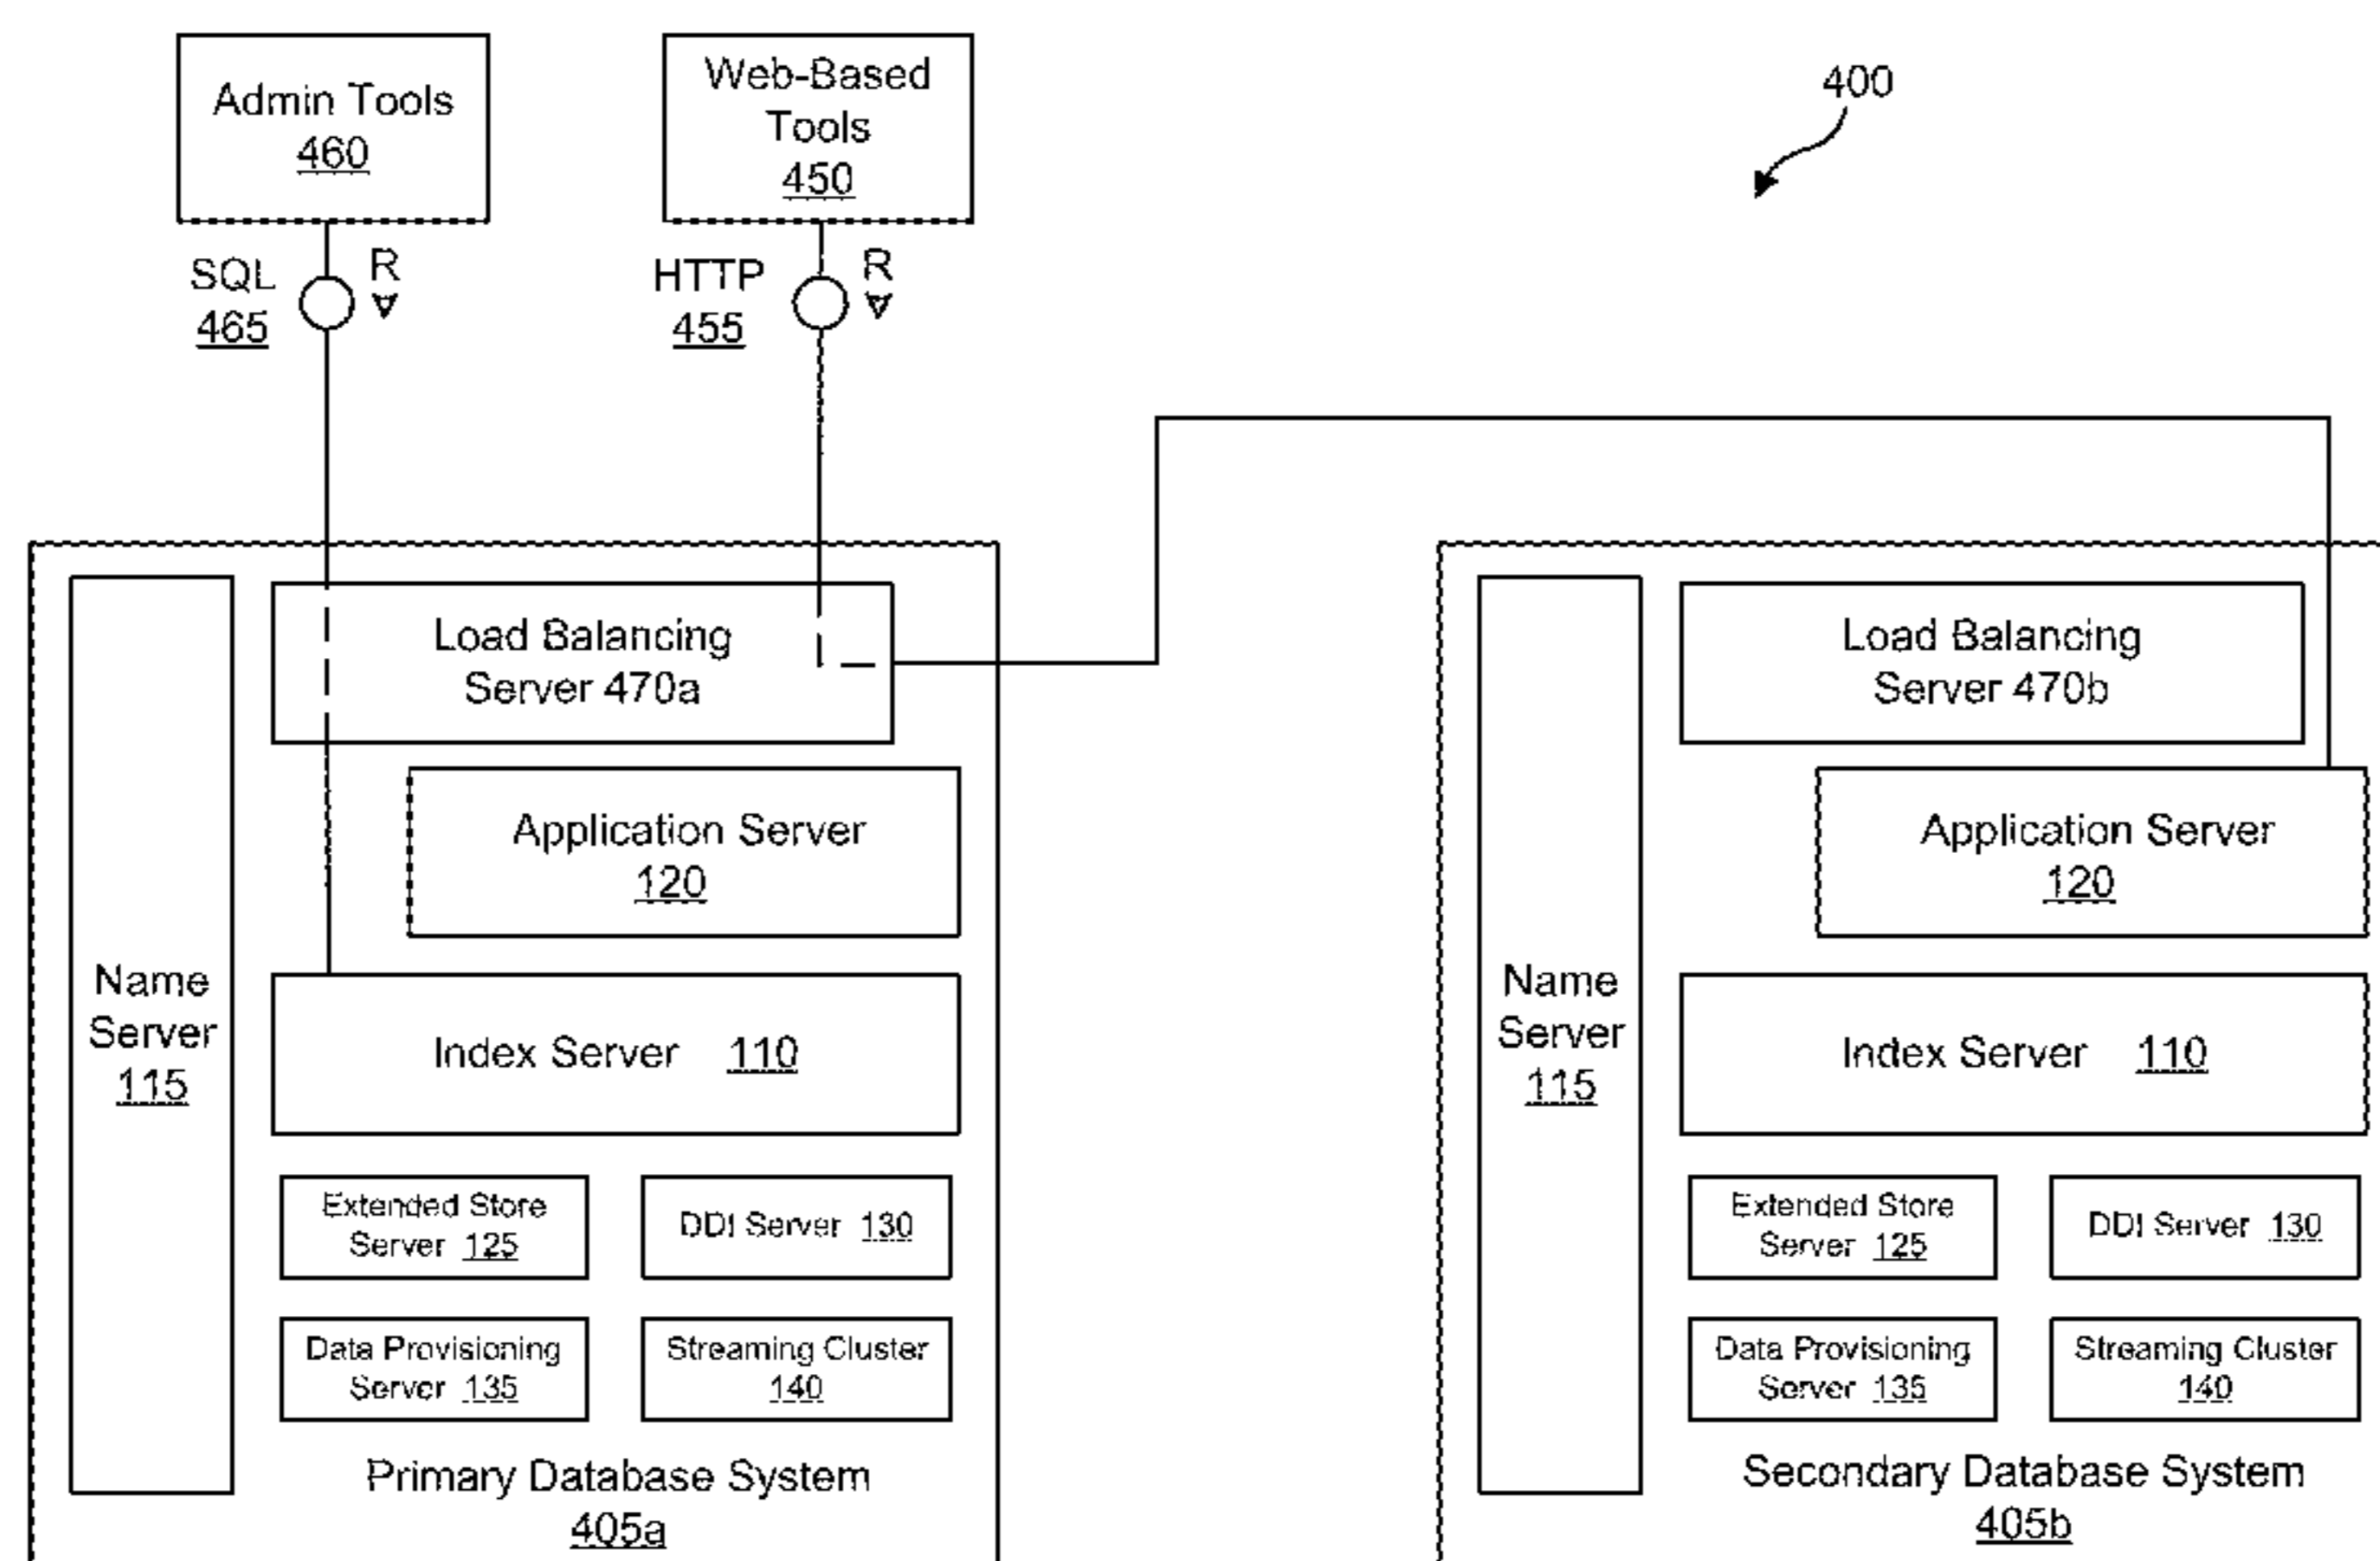 Admin Tools
460
Web-Based
Tools
450
400
SQL
465
R
HTTP
455
R
Load Balancing
Server 470a
Application Server
120
Name
Server
115
Index Server 110
Extended Store
Server 125
DDI Server 130
Data Provisioning
Server 135
Streaming Cluster
140
Primary Database System
405a
Load Balancing
Server 470b
Application Server
120
Name
Server
115
Index Server 110
Extended Store
Server 125
DDI Server 130
Data Provisioning
Server 135
Streaming Cluster
140
Secondary Database System
405b